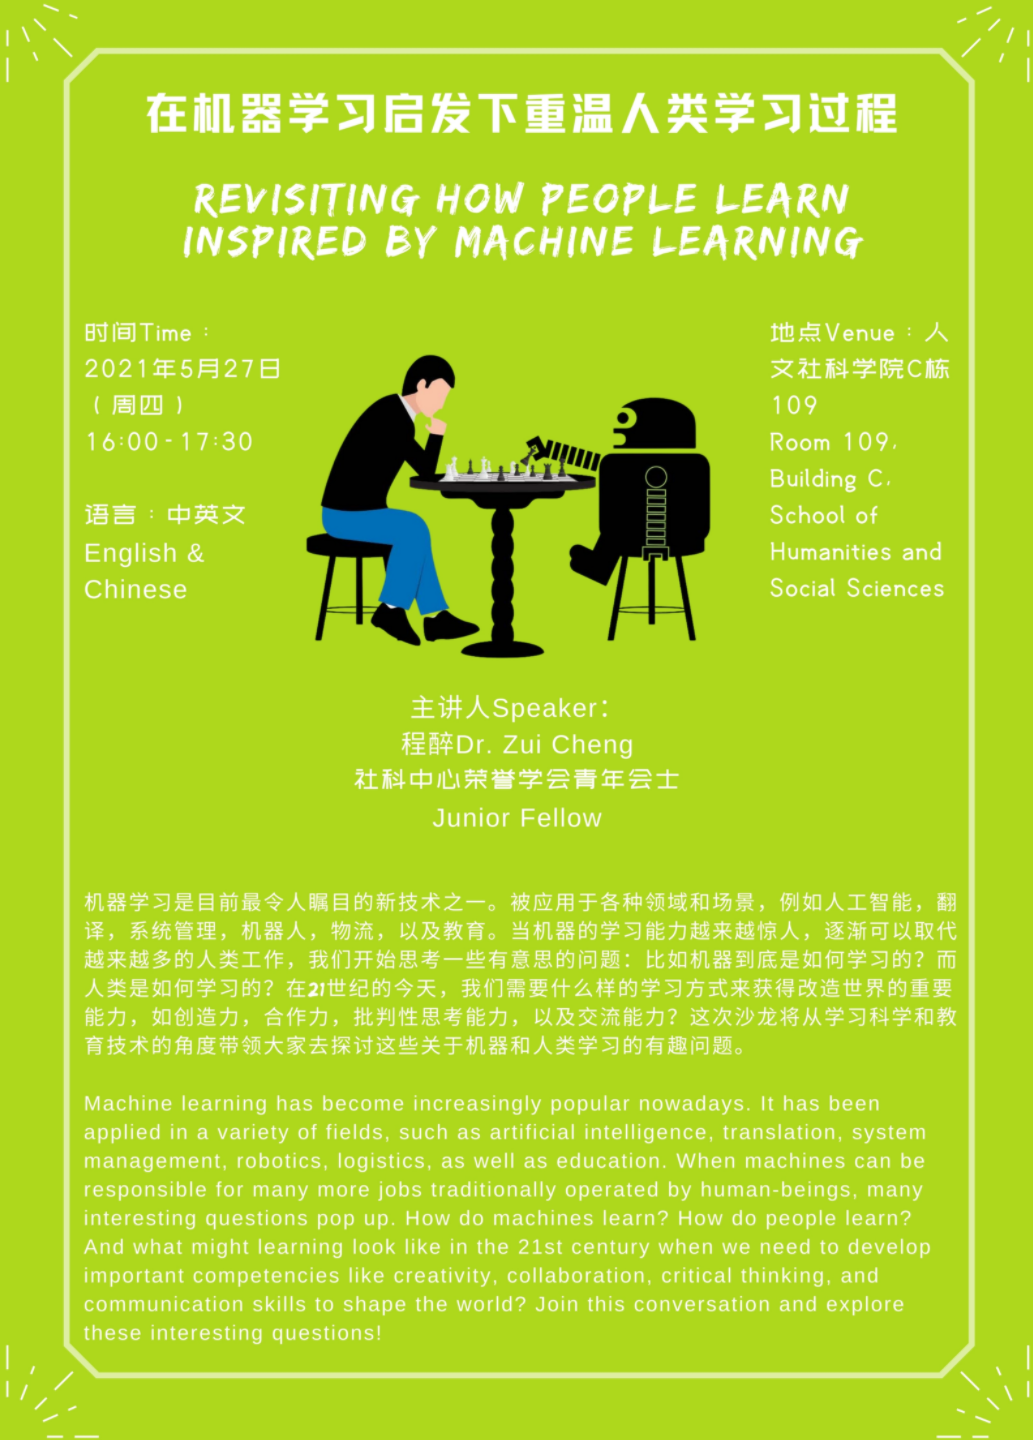 在机器学习启发下重温人类学习过程
REVISITING HOW PEOPLE LEARN
INSPIRED BY MACHINE LEARNING
时间Time：
2021年5月27日
（周四）
16:00-17:30
语言：中英文
English &
Chinese
地点Venue：人
文社科学院C栋
109
Room 109,
Building C,
School of
Humanities and
Social Sciences
主讲人Speaker：
程醉Dr. Zui Cheng
社科中心荣誉学会青年会士
Junior Fellow
机器学习是目前最令人瞩目的新技术之一。被应用于各种领域和场景，例如人工智能，翻
译，系统管理，机器人，物流，以及教育。当机器的学习能力越来越惊人，逐渐可以取代
越来越多的人类工作，我们开始思考一些有意思的问题：比如机器到底是如何学习的？而
人类是如何学习的？在21世纪的今天，我们需要什么样的学习方式来获得改造世界的重要
能力，如创造力，合作力，批判性思考能力，以及交流能力？这次沙龙将从学习科学和教
育技术的角度带领大家去探讨这些关于机器和人类学习的有趣问题。
Machine learning has become increasingly popular nowadays. It has been
applied in a variety of fields, such as artificial intelligence, translation, system
management, robotics, logistics, as well as education. When machines can be
responsible for many more jobs traditionally operated by human-beings, many
interesting questions pop up. How do machines learn? How do people learn?
And what might learning look like in the 21st century when we need to develop
important competencies like creativity, collaboration, critical thinking, and
communication skills to shape the world? Join this conversation and explore
these interesting questions!